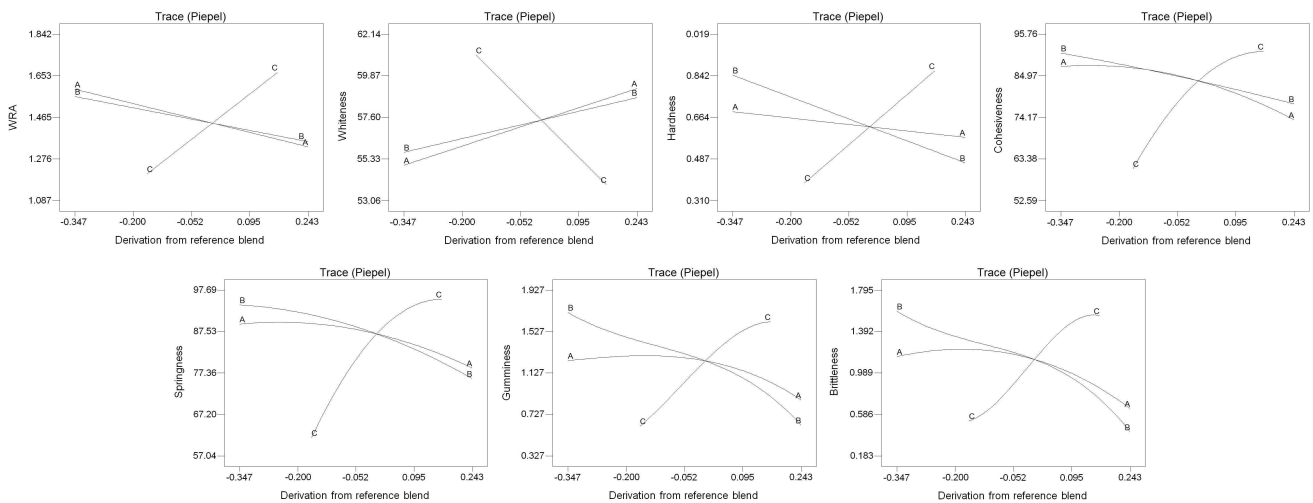 Trace (Piepel)
1.842
1.653
1.465
1.276
1.087
WRA
A
B
C
C
B
A
-0.347 -0.200 -0.052 0.095 0.243
Derivation from reference blend
Trace (Piepel)
62.14
59.87
57.60
55.33
53.06
Whiteness
C
A
B
B
A
C
-0.347 -0.200 -0.052 0.095 0.243
Derivation from reference blend
Trace (Piepel)
0.019
0.842
0.664
0.487
0.310
Hardness
B
C
A
A
B
C
-0.347 -0.200 -0.052 0.095 0.243
Derivation from reference blend
Trace (Piepel)
95.76
84.97
74.17
63.38
52.59
Cohesiveness
B
C
A
B
A
C
-0.347 -0.200 -0.052 0.095 0.243
Derivation from reference blend
Trace (Piepel)
97.69
87.53
77.36
67.20
57.04
Springness
B
C
A
A
B
C
-0.347 -0.200 -0.052 0.095 0.243
Derivation from reference blend
Trace (Piepel)
1.927
1.527
1.127
0.727
0.327
Gumminess
B
C
A
A
B
C
-0.347 -0.200 -0.052 0.095 0.243
Derivation from reference blend
Trace (Piepel)
1.795
1.392
0.989
0.586
0.183
Brittleness
B
C
A
A
C
B
-0.347 -0.200 -0.052 0.095 0.243
Derivation from reference blend